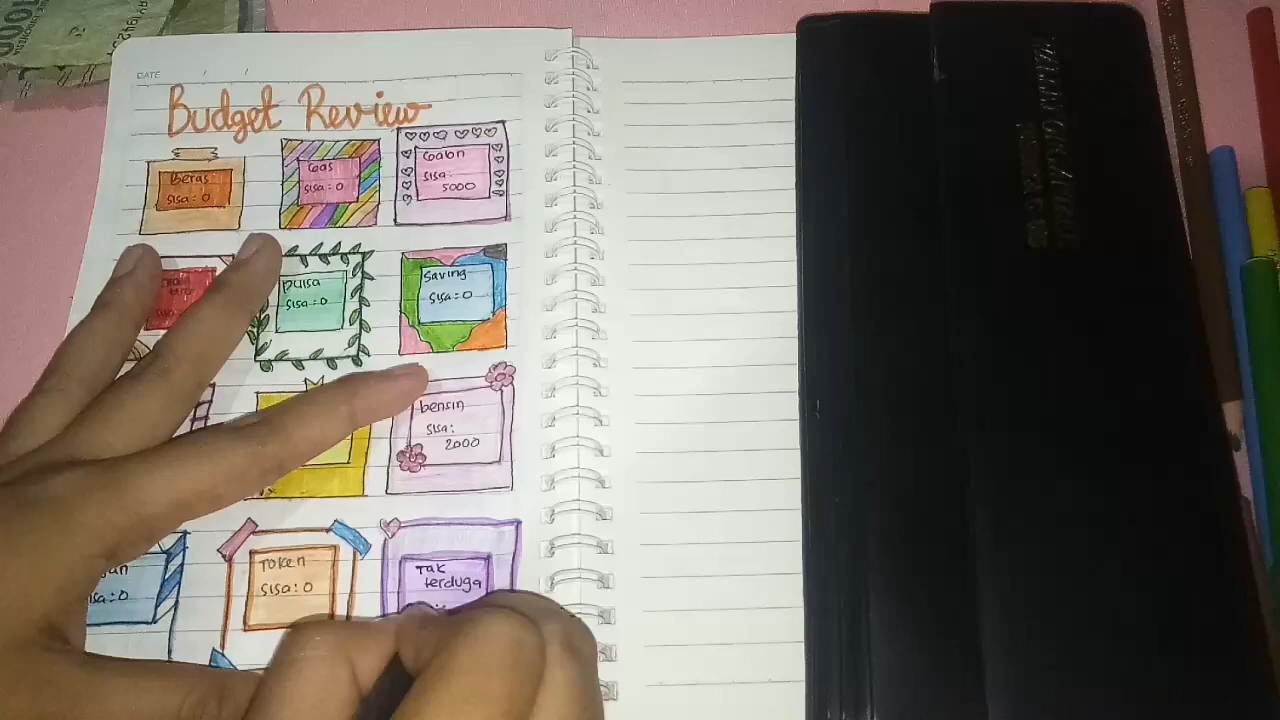 DATE
Budget Review
Beras
sisa : 0
Gas
sisa : 0
Galon
sisa :
5000
pulsa
sisa : 0
Saving
sisa : 0
bensin
sisa :
2000
Token
sisa : 0
Tak
terduga